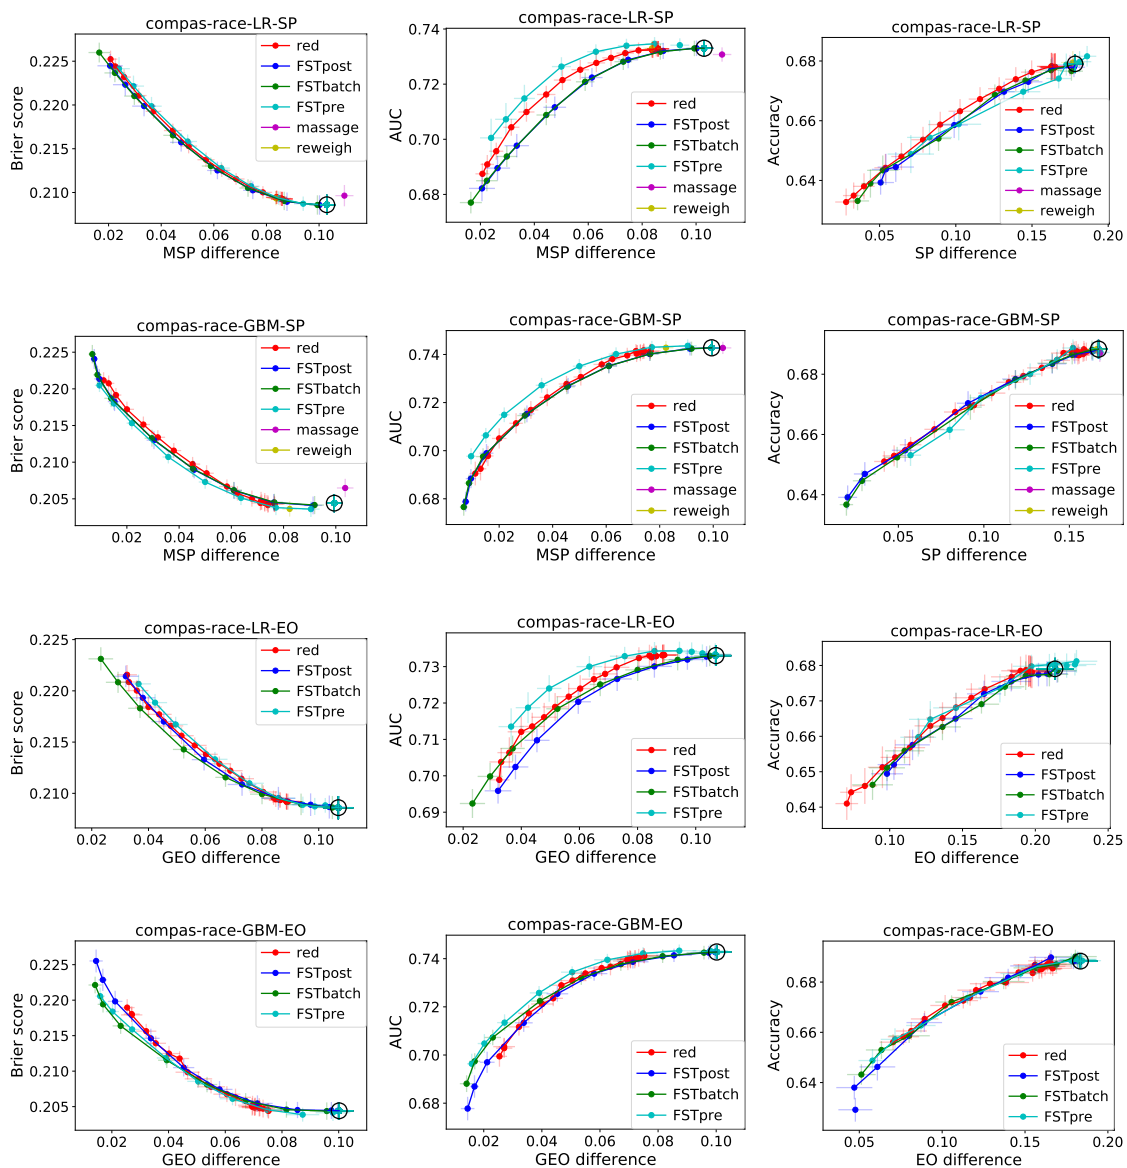 compas-race-LR-SP
Brier score
0.225
0.220
0.215
0.210
0.02 0.04 0.06 0.08 0.10
MSP difference
red
FSTpost
FSTbatch
FSTpre
massage
reweigh
compas-race-LR-SP
AUC
0.74
0.72
0.70
0.68
0.02 0.04 0.06 0.08 0.10
MSP difference
red
FSTpost
FSTbatch
FSTpre
massage
reweigh
compas-race-LR-SP
Accuracy
0.68
0.66
0.64
0.05 0.10 0.15 0.20
SP difference
red
FSTpost
FSTbatch
FSTpre
massage
reweigh
compas-race-GBM-SP
Brier score
0.225
0.220
0.215
0.210
0.205
0.02 0.04 0.06 0.08 0.10
MSP difference
red
FSTpost
FSTbatch
FSTpre
massage
reweigh
compas-race-GBM-SP
AUC
0.74
0.72
0.70
0.68
0.02 0.04 0.06 0.08 0.10
MSP difference
red
FSTpost
FSTbatch
FSTpre
massage
reweigh
compas-race-GBM-SP
Accuracy
0.68
0.66
0.64
0.05 0.10 0.15
SP difference
red
FSTpost
FSTbatch
FSTpre
massage
reweigh
compas-race-LR-EO
Brier score
0.225
0.220
0.215
0.210
0.02 0.04 0.06 0.08 0.10
GEO difference
red
FSTpost
FSTbatch
FSTpre
compas-race-LR-EO
AUC
0.73
0.72
0.71
0.70
0.69
0.02 0.04 0.06 0.08 0.10
GEO difference
red
FSTpost
FSTbatch
FSTpre
compas-race-LR-EO
Accuracy
0.68
0.66
0.64
0.10 0.15 0.20 0.25
EO difference
red
FSTpost
FSTbatch
FSTpre
compas-race-GBM-EO
Brier score
0.225
0.220
0.215
0.210
0.205
0.02 0.04 0.06 0.08 0.10
GEO difference
red
FSTpost
FSTbatch
FSTpre
compas-race-GBM-EO
AUC
0.74
0.72
0.70
0.68
0.02 0.04 0.06 0.08 0.10
GEO difference
red
FSTpost
FSTbatch
FSTpre
compas-race-GBM-EO
Accuracy
0.68
0.66
0.64
0.05 0.10 0.15 0.20
EO difference
red
FSTpost
FSTbatch
FSTpre